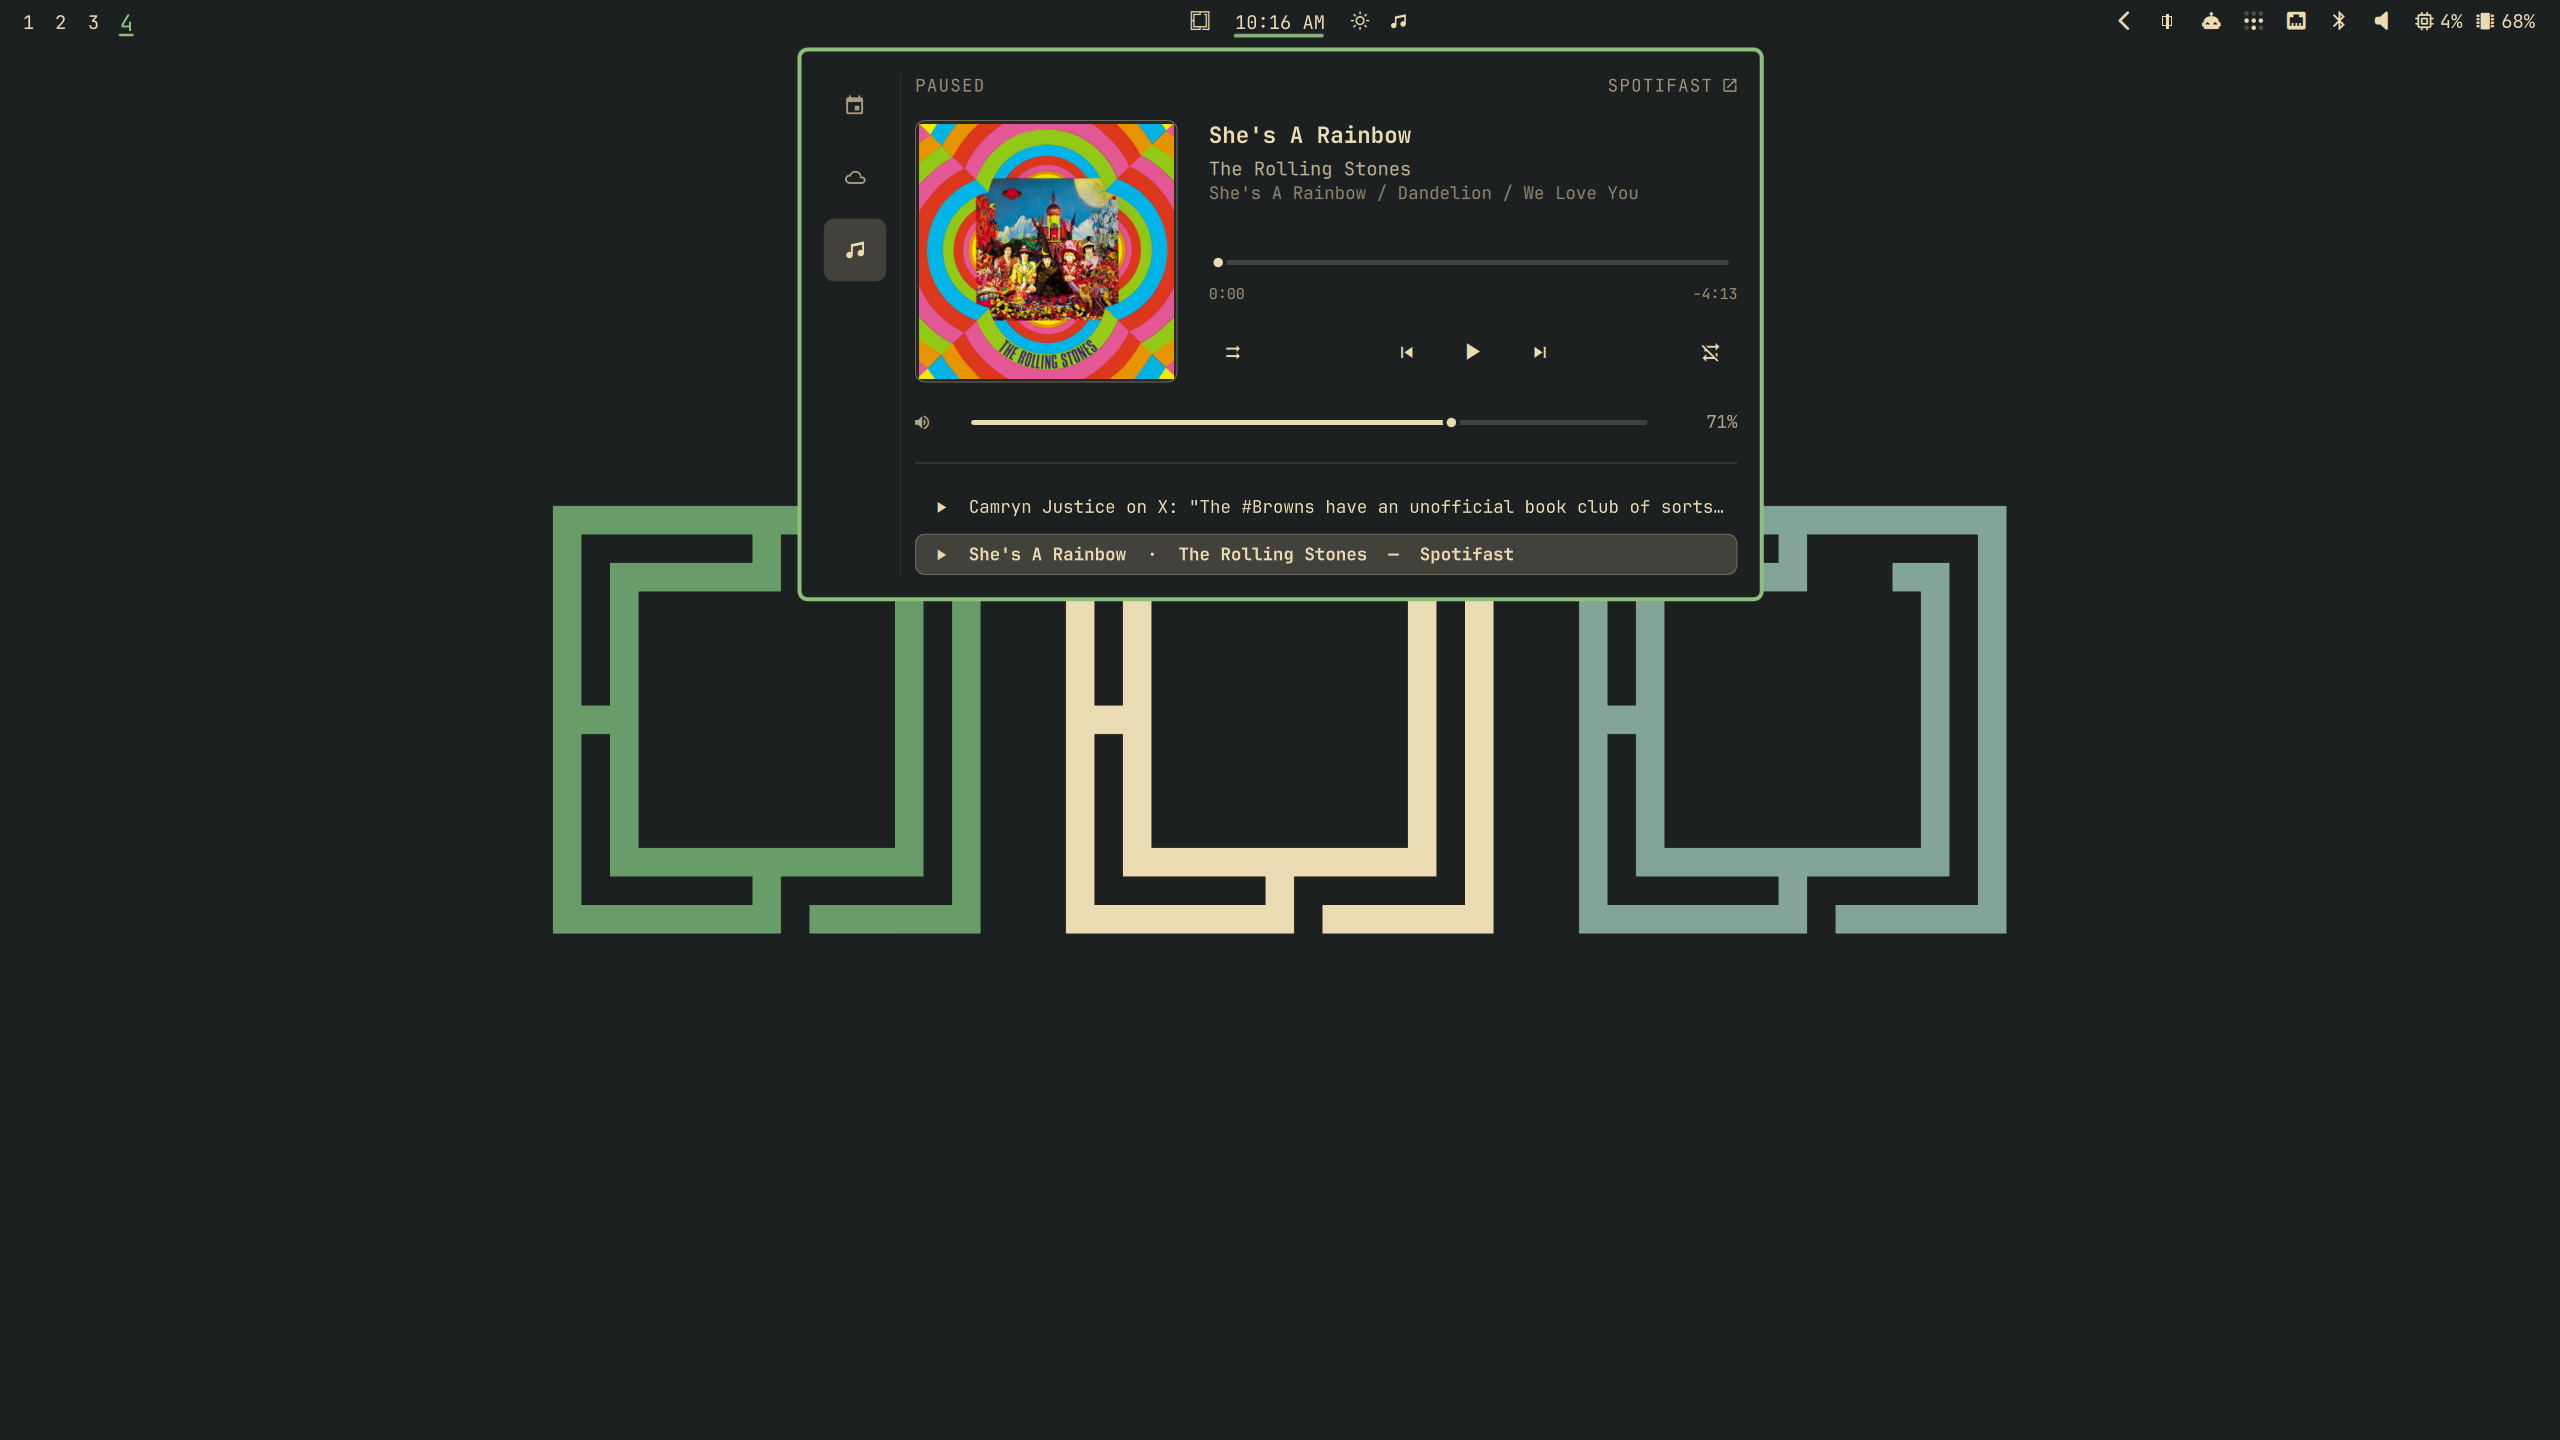 1 2 3 4
10:16 AM
4% 68%
PAUSED
SPOTIFAST
THE ROLLING STONES
She's A Rainbow
The Rolling Stones
She's A Rainbow / Dandelion / We Love You
0:00
-4:13
71%
Camryn Justice on X: "The #Browns have an unofficial book club of sorts…
She's A Rainbow · The Rolling Stones — Spotifast